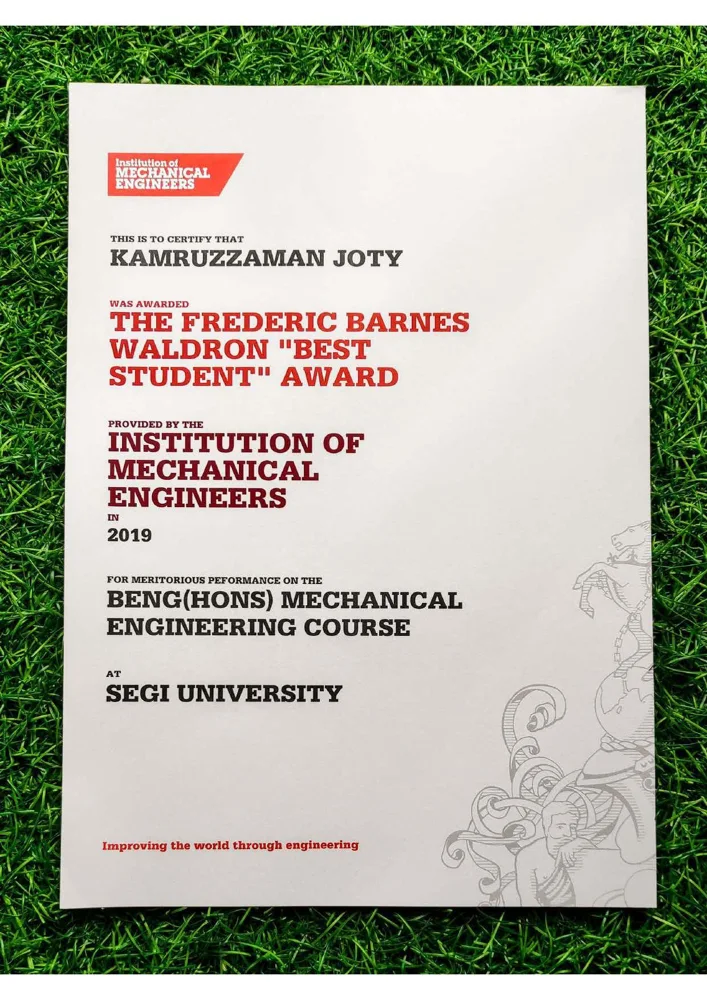 Institution of
MECHANICAL
ENGINEERS
THIS IS TO CERTIFY THAT
KAMRUZZAMAN JOTY
WAS AWARDED
THE FREDERIC BARNES
WALDRON "BEST
STUDENT" AWARD
PROVIDED BY THE
INSTITUTION OF
MECHANICAL
ENGINEERS
IN
2019
FOR MERITORIOUS PEFORMANCE ON THE
BENG(HONS) MECHANICAL
ENGINEERING COURSE
AT
SEGI UNIVERSITY
Improving the world through engineering